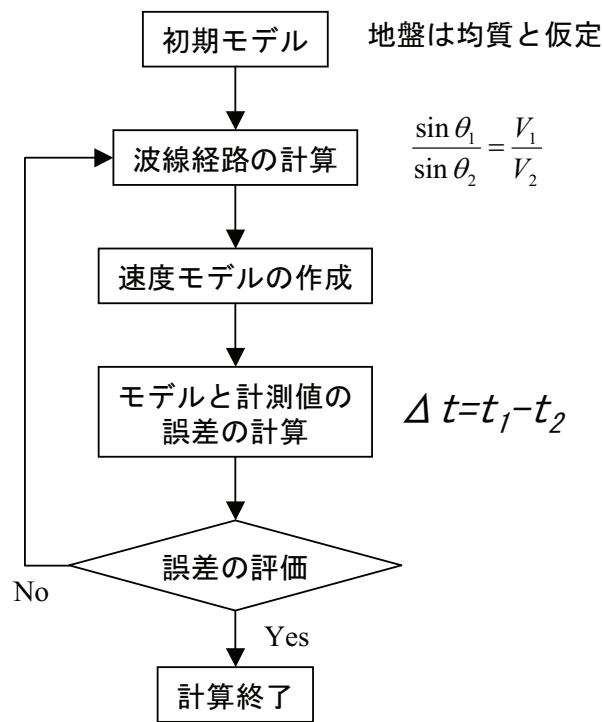 初期モデル
地盤は均質と仮定
波線経路の計算
sin θ₁ / sin θ₂ = V₁ / V₂
速度モデルの作成
モデルと計測値の
誤差の計算
Δt=t₁-t₂
誤差の評価
No
Yes
計算終了